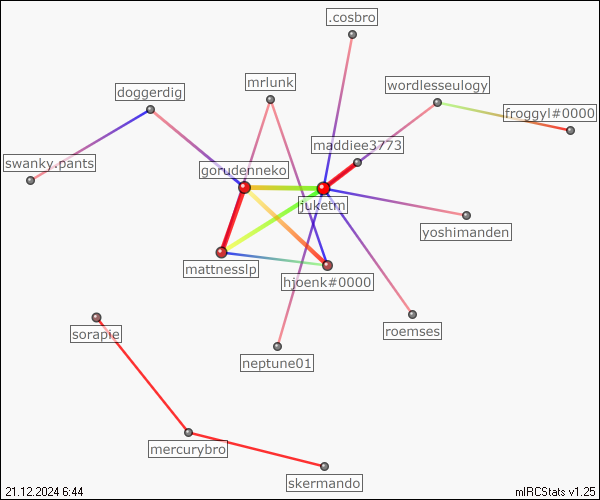 .cosbro
mrlunk
wordlesseulogy
doggerdig
froggyl#0000
maddiee3773
swanky.pants
gorudenneko
juketm
yoshimanden
mattnesslp
hjoenk#0000
sorapie
roemses
neptune01
mercurybro
skermando
21.12.2024 6:44
mIRCStats v1.25